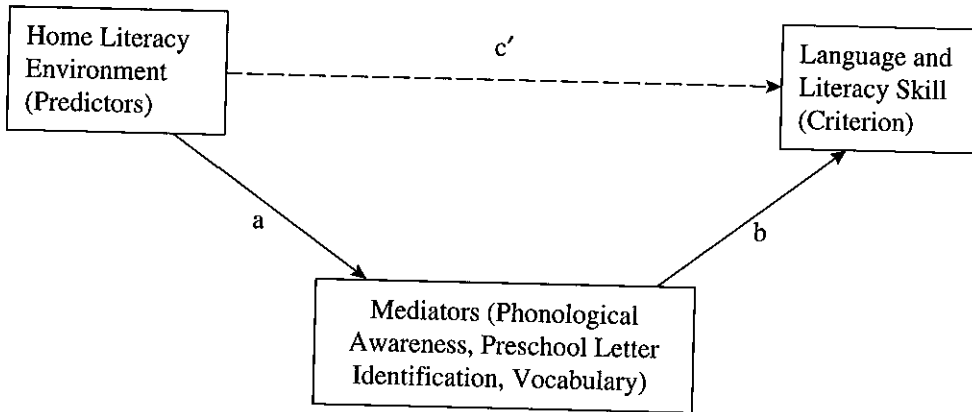 Home Literacy
Environment
(Predictors)
c′
Language and
Literacy Skill
(Criterion)
a
b
Mediators (Phonological
Awareness, Preschool Letter
Identification, Vocabulary)